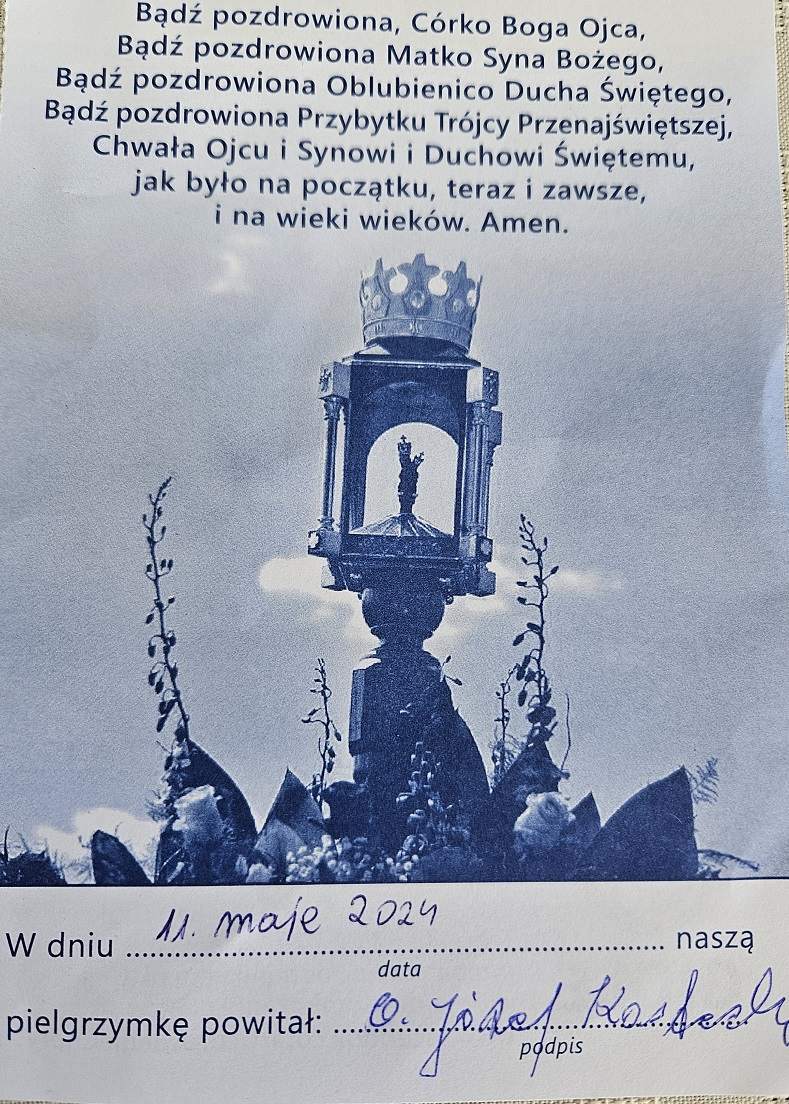 Bądź pozdrowiona, Córko Boga Ojca,
Bądź pozdrowiona Matko Syna Bożego,
Bądź pozdrowiona Oblubienico Ducha Świętego,
Bądź pozdrowiona Przybytku Trójcy Przenajświętszej,
Chwała Ojcu i Synowi i Duchowi Świętemu,
jak było na początku, teraz i zawsze,
i na wieki wieków. Amen.
W dniu 11. maje 2024 naszą
data
pielgrzymkę powitał: O. Józef
podpis